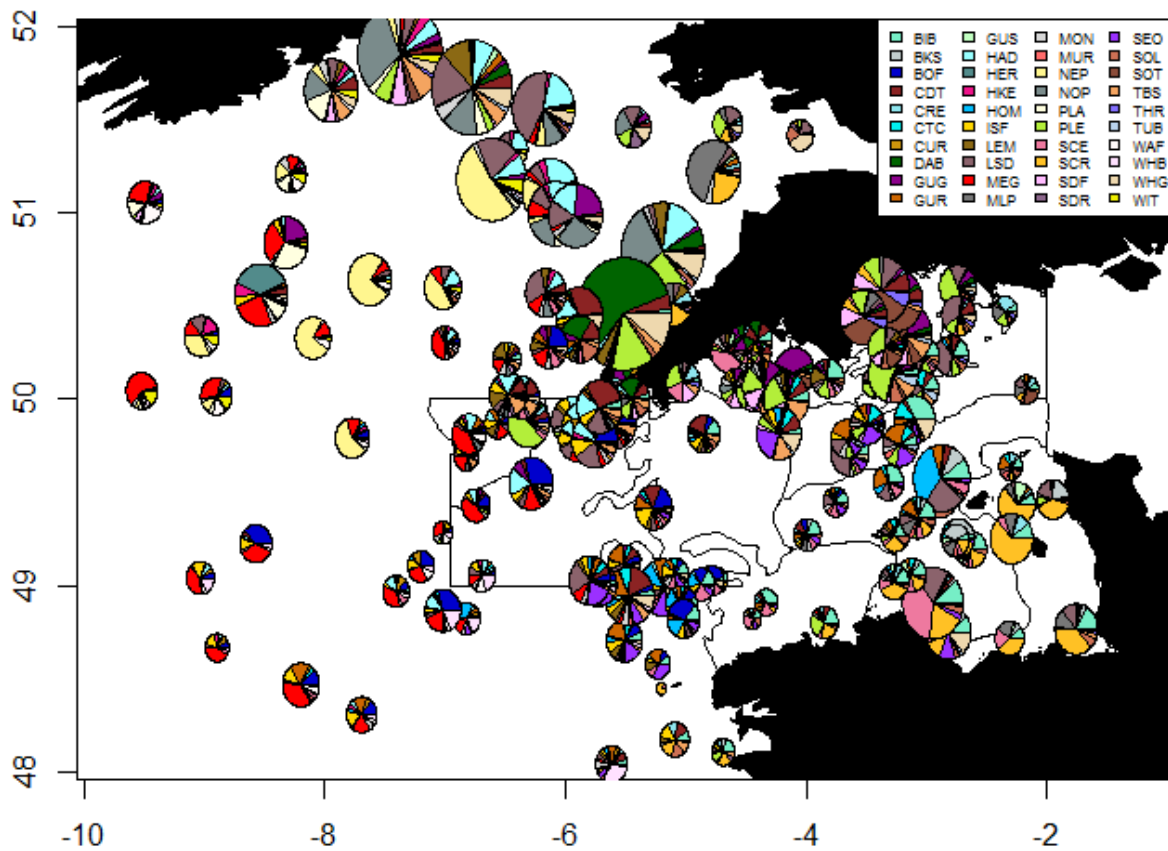 52
51
50
49
48
-10 -8 -6 -4 -2
BIB GUS MON SEO
BKS HAD MUR SOL
BOF HER NEP SOT
CDT HKE NOP TBS
CRE HOM PLA THR
CTC ISF PLE TUB
CUR LEM SCE WAF
DAB LSD SCR WHB
GUG MEG SDF WHG
GUR MLP SDR WIT